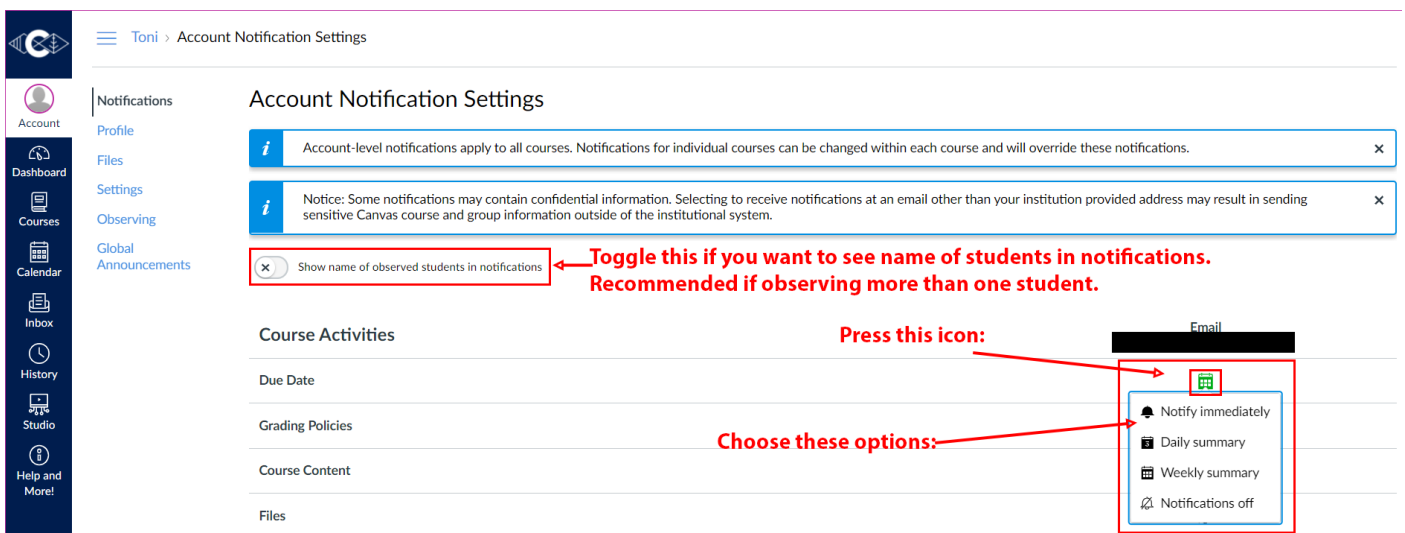 Toni › Account Notification Settings
Account
Dashboard
Courses
Calendar
Inbox
History
Studio
Help and
More!
Notifications
Profile
Files
Settings
Observing
Global
Announcements
Account Notification Settings
i Account-level notifications apply to all courses. Notifications for individual courses can be changed within each course and will override these notifications. ×
i Notice: Some notifications may contain confidential information. Selecting to receive notifications at an email other than your institution provided address may result in sending ×
sensitive Canvas course and group information outside of the institutional system.
Show name of observed students in notifications
Toggle this if you want to see name of students in notifications.
Recommended if observing more than one student.
Course Activities
Press this icon:
Email
Due Date
Grading Policies
Course Content
Files
Choose these options:
Notify immediately
Daily summary
Weekly summary
Notifications off